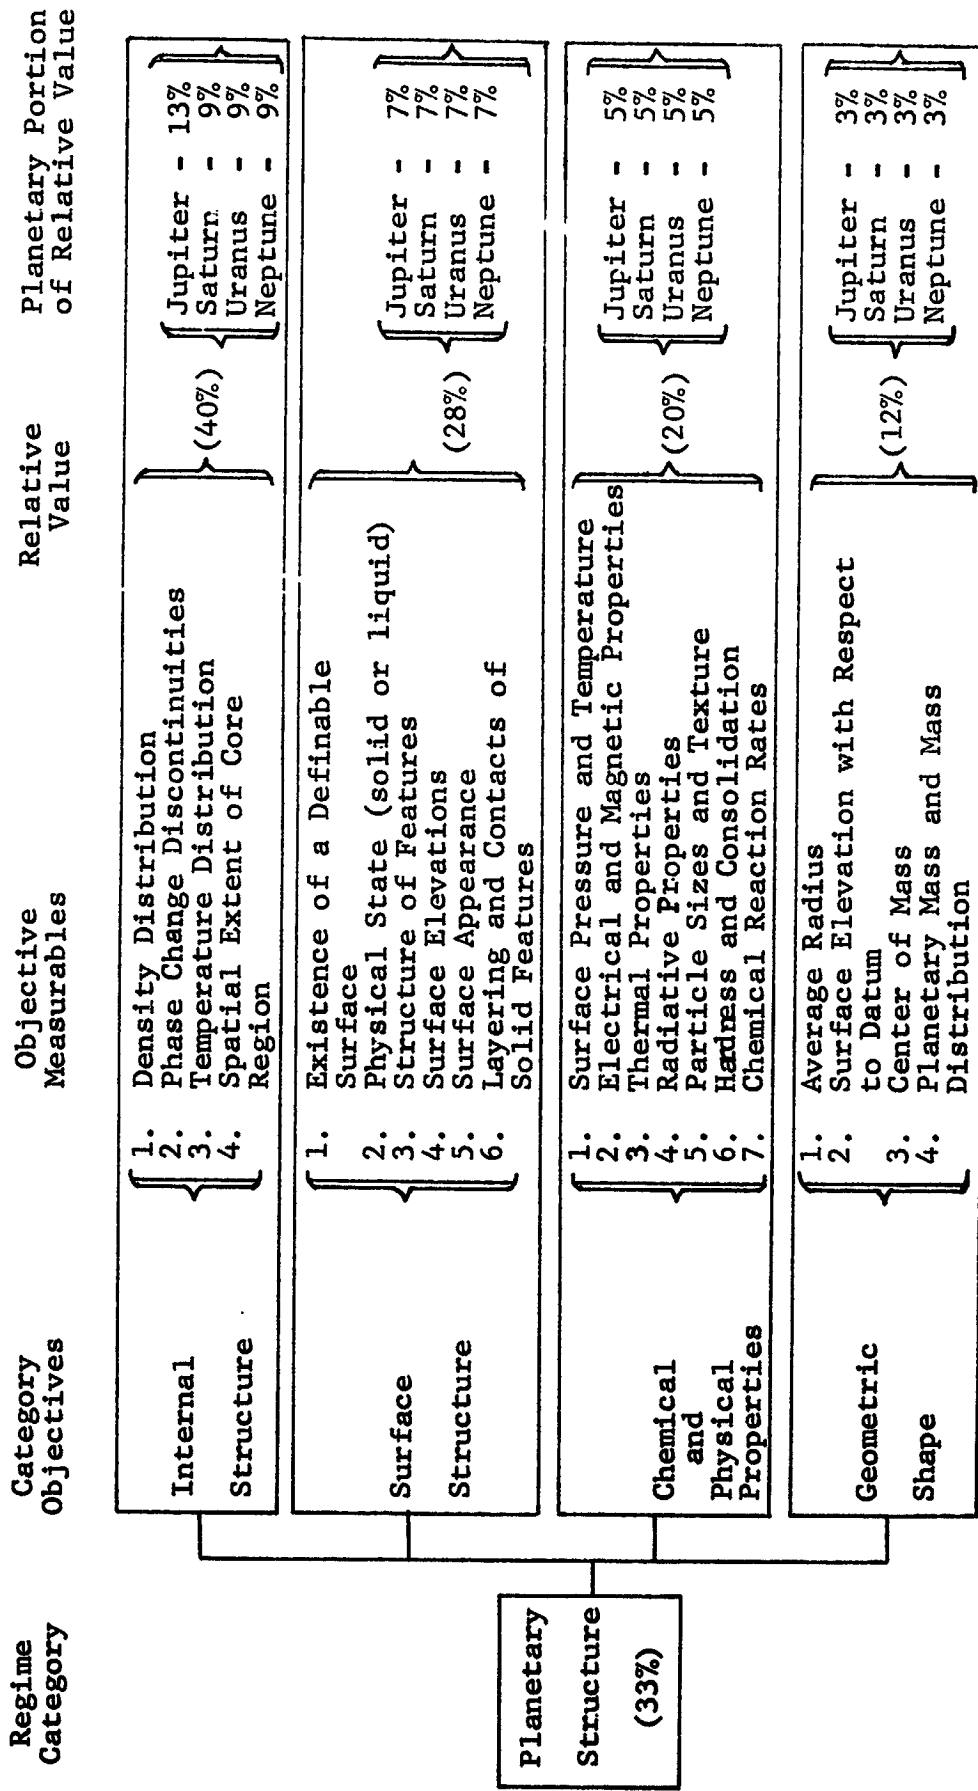 Regime
Category
Category
Objectives
Objective
Measurables
Relative
Value
Planetary Portion
of Relative Value
Planetary
Structure
(33%)
Internal
Structure
1. Density Distribution
2. Phase Change Discontinuities
3. Temperature Distribution
4. Spatial Extent of Core
Region
(40%)
Jupiter - 13%
Saturn - 9%
Uranus - 9%
Neptune - 9%
Surface
Structure
1. Existence of a Definable
Surface
2. Physical State (solid or liquid)
3. Structure of Features
4. Surface Elevations
5. Surface Appearance
6. Layering and Contacts of
Solid Features
(28%)
Jupiter - 7%
Saturn - 7%
Uranus - 7%
Neptune - 7%
Chemical
and
Physical
Properties
1. Surface Pressure and Temperature
2. Electrical and Magnetic Properties
3. Thermal Properties
4. Radiative Properties
5. Particle Sizes and Texture
6. Hardness and Consolidation
7. Chemical Reaction Rates
(20%)
Jupiter - 5%
Saturn - 5%
Uranus - 5%
Neptune - 5%
Geometric
Shape
1. Average Radius
2. Surface Elevation with Respect
to Datum
3. Center of Mass
4. Planetary Mass and Mass
Distribution
(12%)
Jupiter - 3%
Saturn - 3%
Uranus - 3%
Neptune - 3%